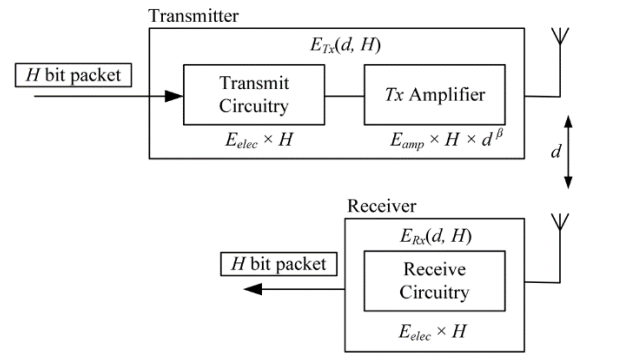 Transmitter
E_Tx(d, H)
H bit packet
Transmit
Circuitry
Tx Amplifier
E_elec × H
E_amp × H × d^β
d
Receiver
E_Rx(d, H)
H bit packet
Receive
Circuitry
E_elec × H